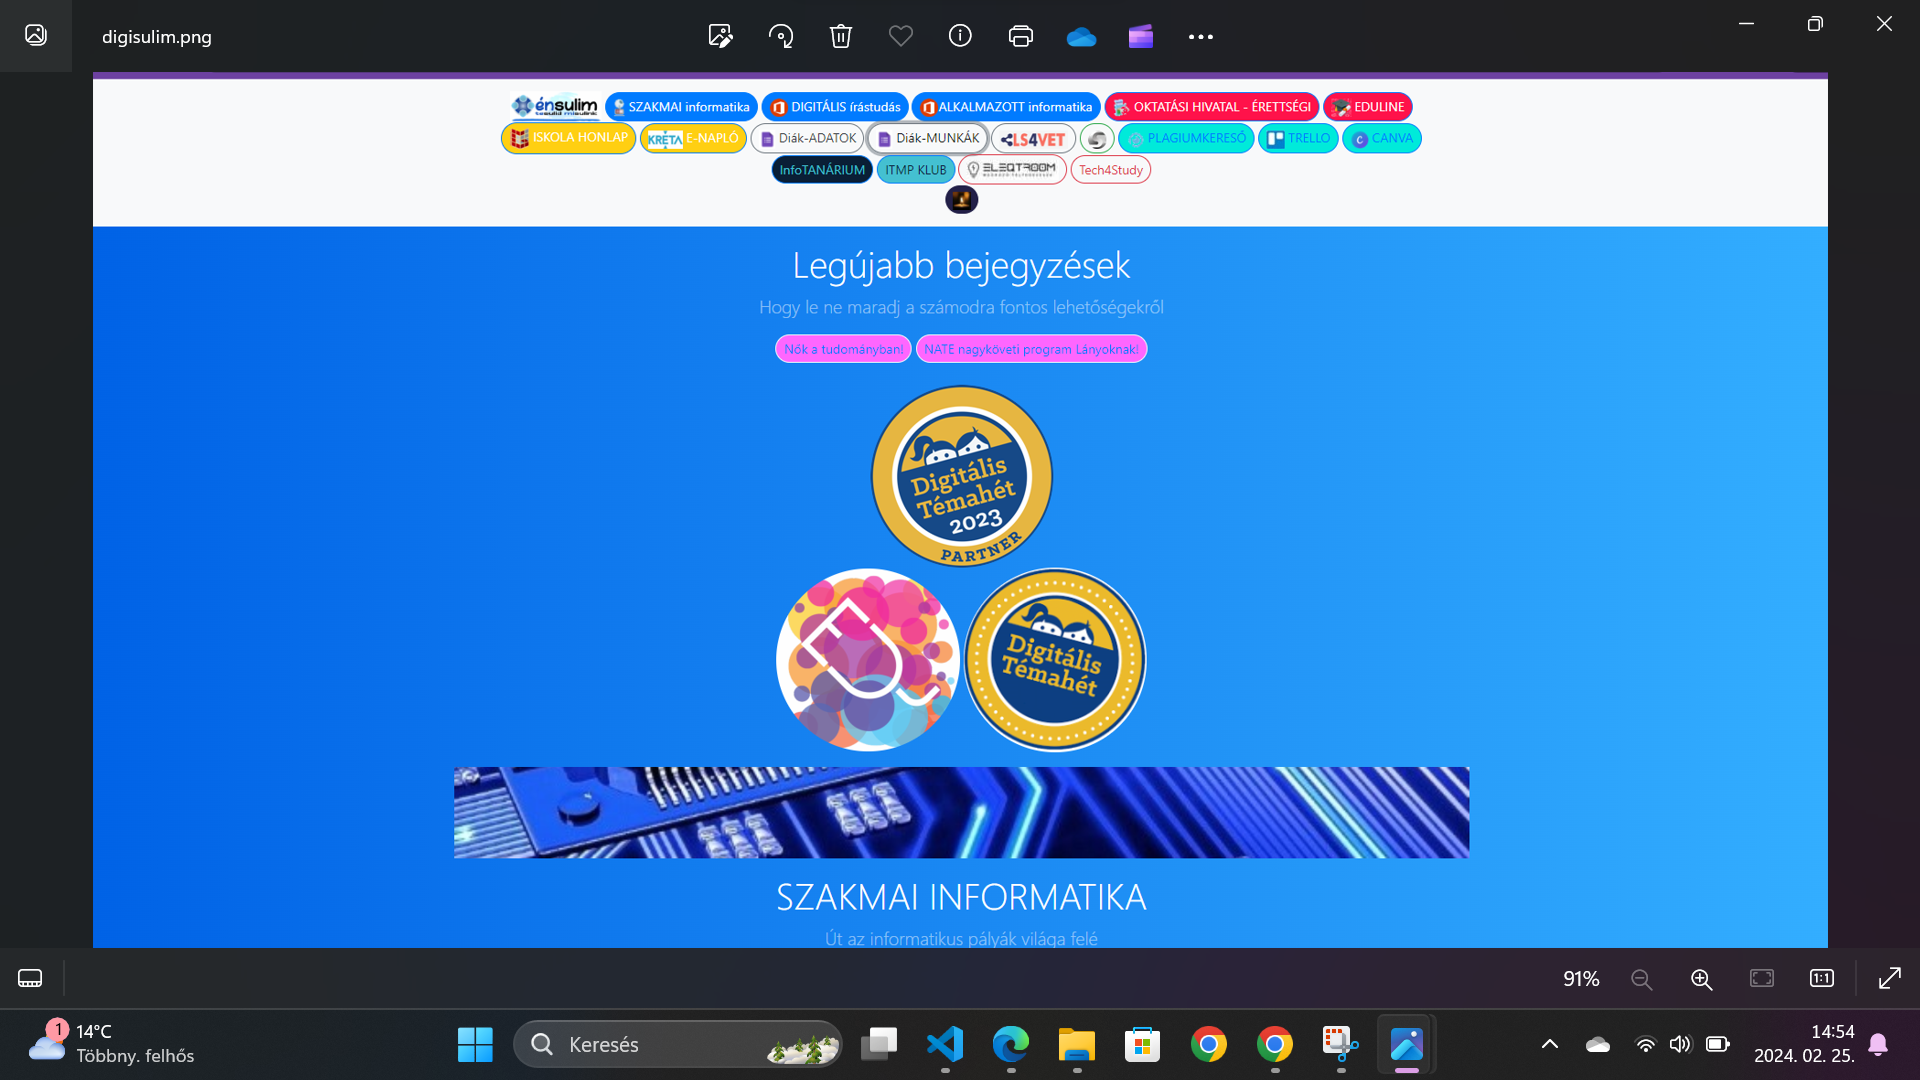 digisulim.png
énsulim SZAKMAI informatika DIGITÁLIS írástudás ALKALMAZOTT informatika OKTATÁSI HIVATAL - ÉRETTSÉGI EDULINE
ISKOLA HONLAP KRÉTA E-NAPLÓ Diák-ADATOK Diák-MUNKÁK LS4VET PLAGIUMKERESŐ TRELLO C CANVA
InfoTANÁRIUM ITMP KLUB ELEQTROOM Tech4Study
Legújabb bejegyzések
Hogy le ne maradj a számodra fontos lehetőségekről
Nők a tudományban! NATE nagyköveti program Lányoknak!
Digitális
Témahét
2023
PARTNER
Digitális
Témahét
SZAKMAI INFORMATIKA
Út az informatikus pályák világa felé
91%
1:1
1
14°C
Többny. felhős
Keresés
14:54
2024. 02. 25.